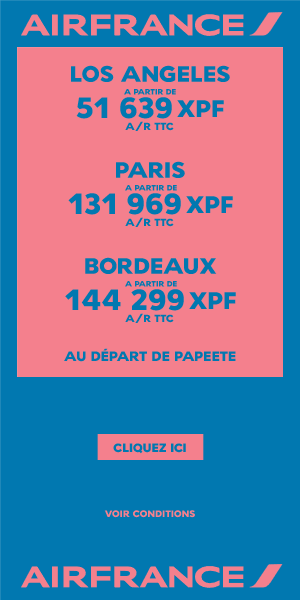 AIRFRANCE
LOS ANGELES
A PARTIR DE
51 639 XPF
A/R TTC
PARIS
A PARTIR DE
131 969 XPF
A/R TTC
BORDEAUX
A PARTIR DE
144 299 XPF
A/R TTC
AU DÉPART DE PAPEETE
CLIQUEZ ICI
VOIR CONDITIONS
AIRFRANCE